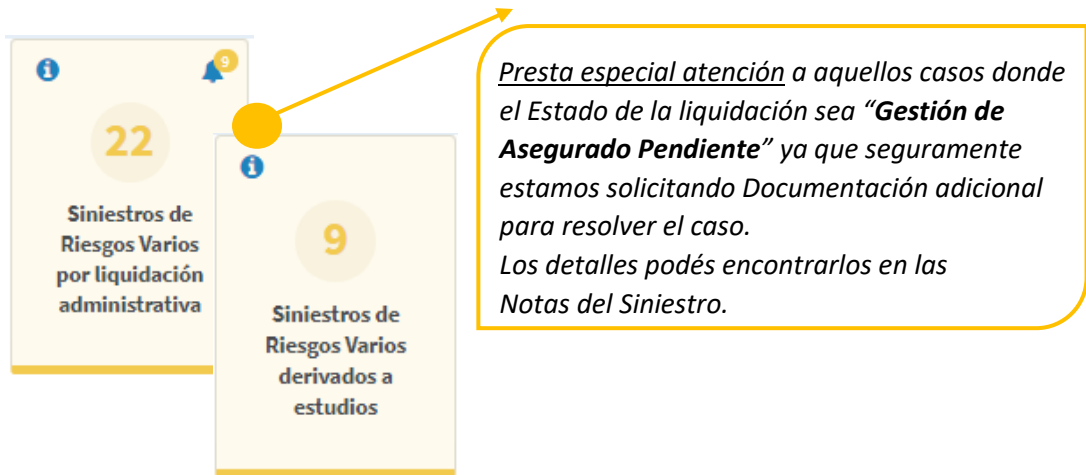 9
22
Siniestros de
Riesgos Varios
por liquidación
administrativa
9
Siniestros de
Riesgos Varios
derivados a
estudios
Presta especial atención a aquellos casos donde
el Estado de la liquidación sea “Gestión de
Asegurado Pendiente” ya que seguramente
estamos solicitando Documentación adicional
para resolver el caso.
Los detalles podés encontrarlos en las
Notas del Siniestro.